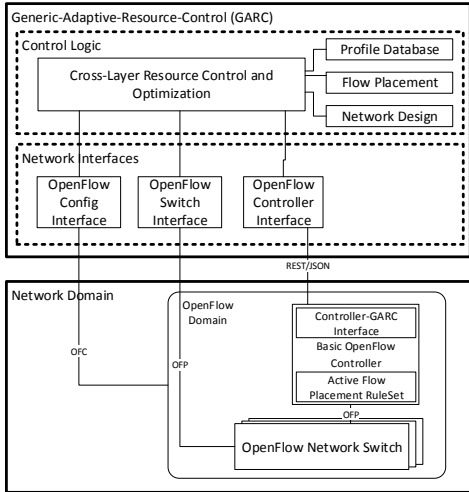 Generic-Adaptive-Resource-Control (GARC)
Control Logic
Cross-Layer Resource Control and
Optimization
Profile Database
Flow Placement
Network Design
Network Interfaces
OpenFlow
Config
Interface
OpenFlow
Switch
Interface
OpenFlow
Controller
Interface
REST/JSON
Network Domain
OpenFlow
Domain
Controller-GARC
Interface
Basic OpenFlow
Controller
Active Flow
Placement RuleSet
OFC
OFP
OFP
OpenFlow Network Switch